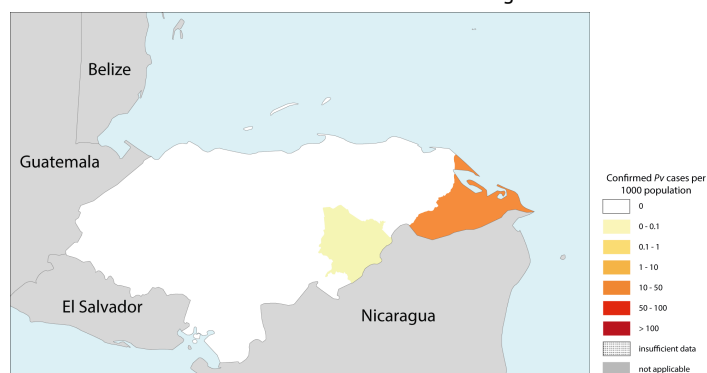 Belize
Guatemala
El Salvador
Nicaragua
Confirmed Pv cases per
1000 population
0
0 - 0.1
0.1 - 1
1 - 10
10 - 50
50 - 100
> 100
insufficient data
not applicable